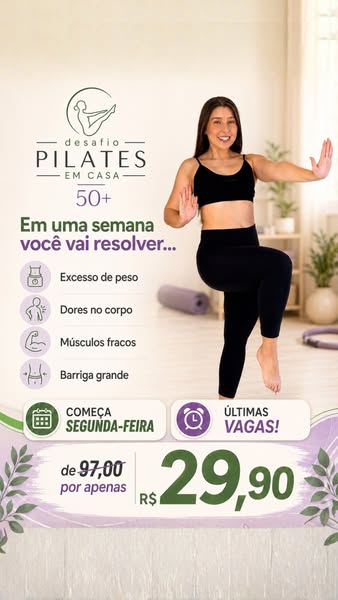 desafio
PILATES
EM CASA
50+
Em uma semana
você vai resolver...
Excesso de peso
Dores no corpo
Músculos fracos
Barriga grande
COMEÇA
SEGUNDA-FEIRA
ÚLTIMAS
VAGAS!
de 97,00
por apenas
R$ 29,90